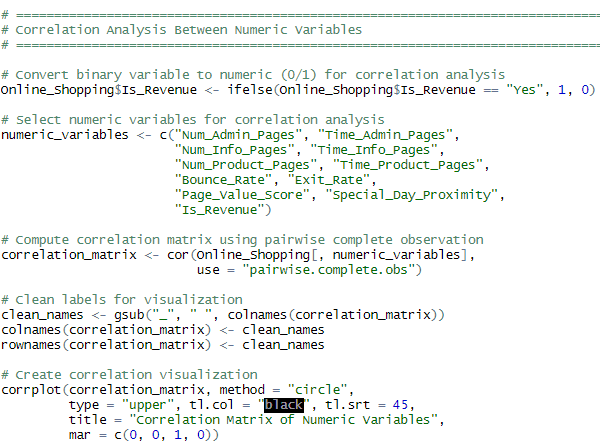 # =============================================================================
# Correlation Analysis Between Numeric Variables
# =============================================================================
# Convert binary variable to numeric (0/1) for correlation analysis
Online_Shopping$Is_Revenue <- ifelse(Online_Shopping$Is_Revenue == "Yes", 1, 0)
# Select numeric variables for correlation analysis
numeric_variables <- c("Num_Admin_Pages", "Time_Admin_Pages",
"Num_Info_Pages", "Time_Info_Pages",
"Num_Product_Pages", "Time_Product_Pages",
"Bounce_Rate", "Exit_Rate",
"Page_Value_Score", "Special_Day_Proximity",
"Is_Revenue")
# Compute correlation matrix using pairwise complete observation
correlation_matrix <- cor(Online_Shopping[, numeric_variables],
use = "pairwise.complete.obs")
# Clean labels for visualization
clean_names <- gsub("_", " ", colnames(correlation_matrix))
colnames(correlation_matrix) <- clean_names
rownames(correlation_matrix) <- clean_names
# Create correlation visualization
corrplot(correlation_matrix, method = "circle",
type = "upper", tl.col = "black", tl.srt = 45,
title = "Correlation Matrix of Numeric Variables",
mar = c(0, 0, 1, 0))